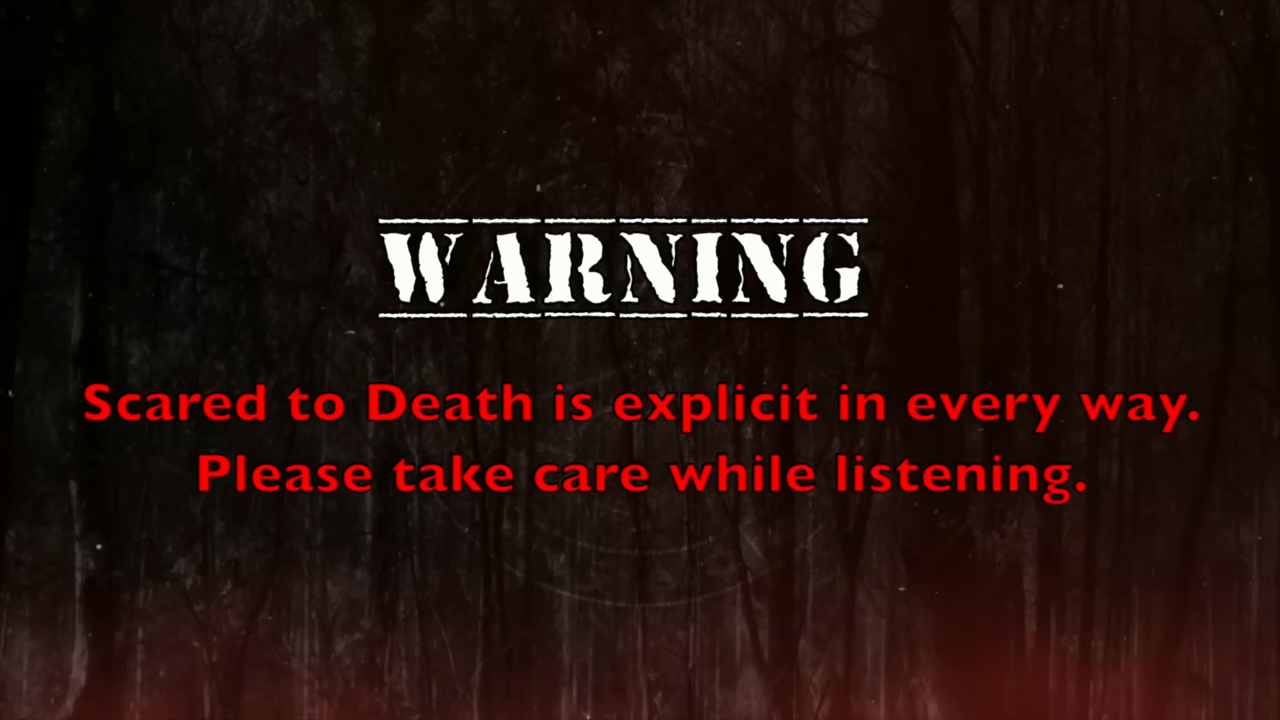 WARNING
Scared to Death is explicit in every way.
Please take care while listening.